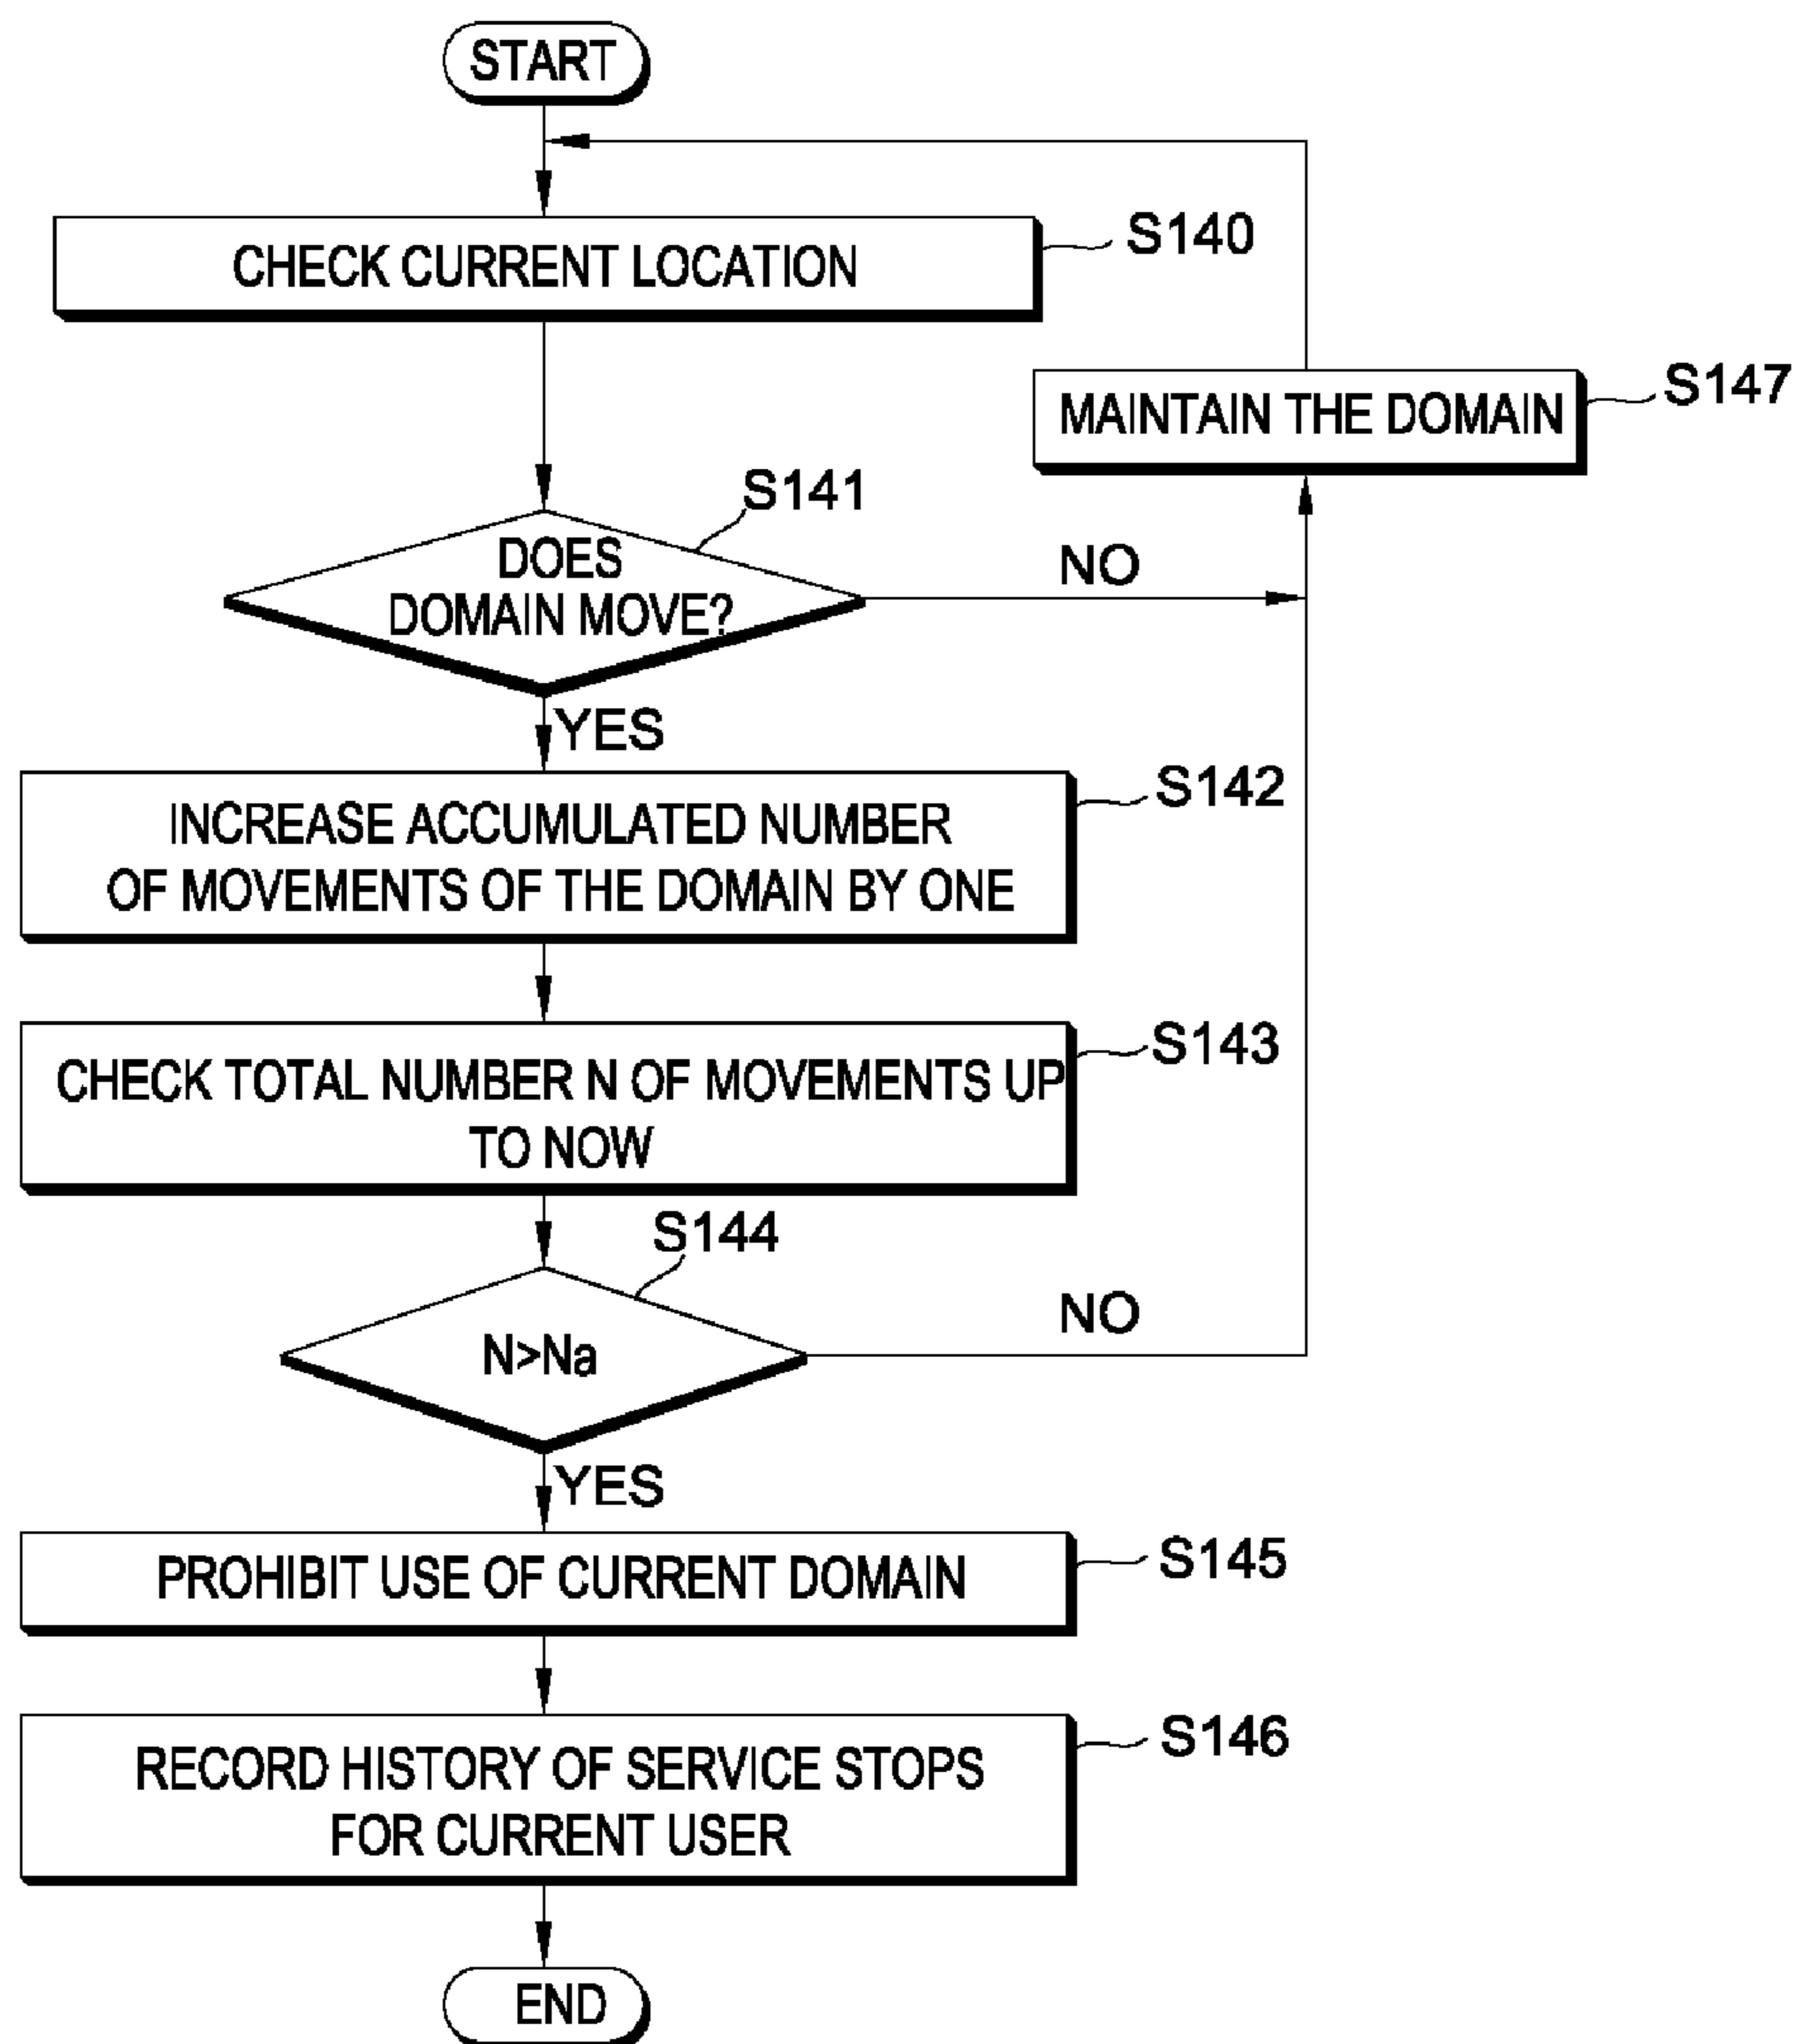 START
CHECK CURRENT LOCATION
S140
MAINTAIN THE DOMAIN
S147
S141
DOES
DOMAIN MOVE?
NO
YES
INCREASE ACCUMULATED NUMBER
OF MOVEMENTS OF THE DOMAIN BY ONE
S142
CHECK TOTAL NUMBER N OF MOVEMENTS UP
TO NOW
S143
S144
N>Na
NO
YES
PROHIBIT USE OF CURRENT DOMAIN
S145
RECORD HISTORY OF SERVICE STOPS
FOR CURRENT USER
S146
END